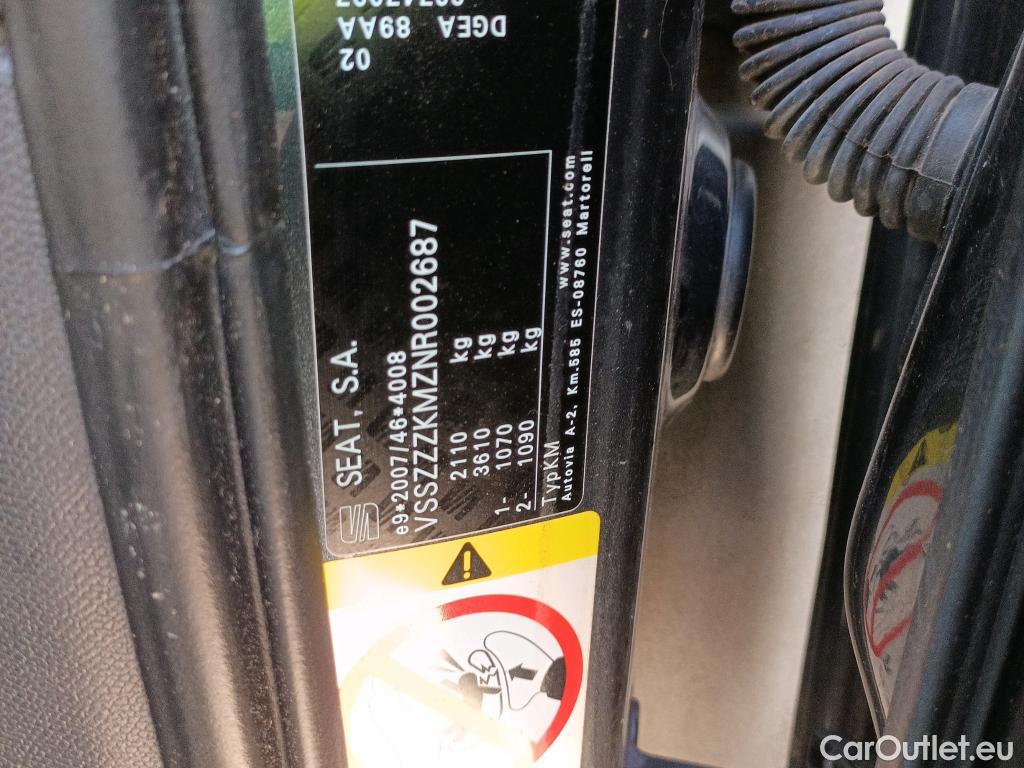 SEAT, S.A.
e9*2007/46*4008
VSSZZZKMZNR002687
2110 kg
3610 kg
1- 1070 kg
2- 1090 kg
TypKM
www.seat.com
Autovia A-2, Km.585 ES-08760 Martorell
02
89AA DGEA
CarOutlet.eu